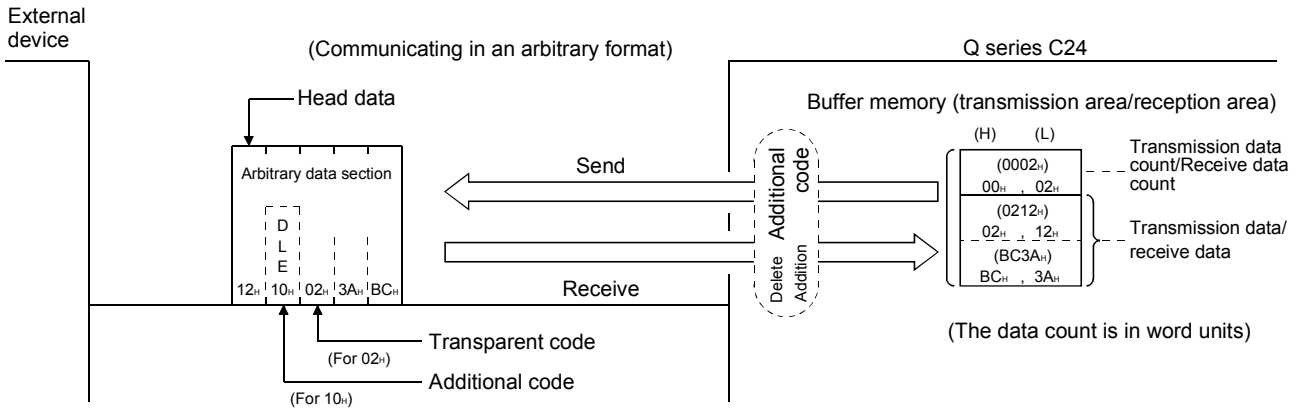 External
device
(Communicating in an arbitrary format)
Q series C24
Head data
Buffer memory (transmission area/reception area)
(H) (L)
Arbitrary data section
D
L
E
12H 10H 02H 3AH BCH
Send
Receive
Additional code
Delete Addition
(0002H)
00H , 02H
(0212H)
02H , 12H
(BC3AH)
BCH , 3AH
Transmission data
count/Receive data
count
Transmission data/
receive data
(The data count is in word units)
Transparent code
(For 02H)
Additional code
(For 10H)